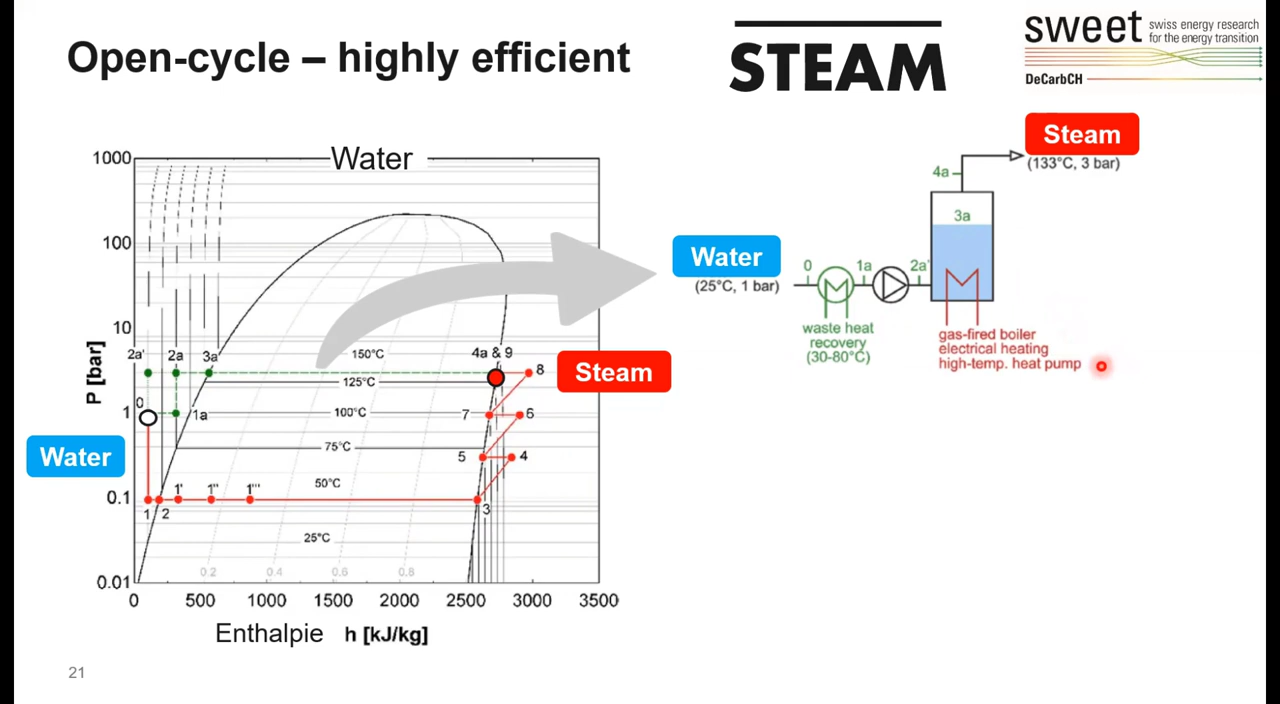 Open-cycle – highly efficient
STEAM
sweet
swiss energy research
for the energy transition
DeCarbCH
Water
1000
100
10
1
0.1
0.01
P [bar]
2a'
2a
3a
150°C
4a & 9
8
Steam
125°C
0
1a
100°C
7
6
Water
75°C
5
4
50°C
1'
1''
1'''
1
2
3
25°C
0.2
0.4
0.6
0.8
0
500
1000
1500
2000
2500
3000
3500
Enthalpie h [kJ/kg]
Steam
(133°C, 3 bar)
4a
3a
Water
(25°C, 1 bar)
0
1a
2a'
waste heat
recovery
(30-80°C)
gas-fired boiler
electrical heating
high-temp. heat pump
21